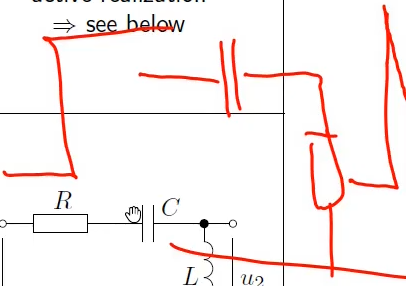 active realization
⇒ see below
R
C
L
u₂